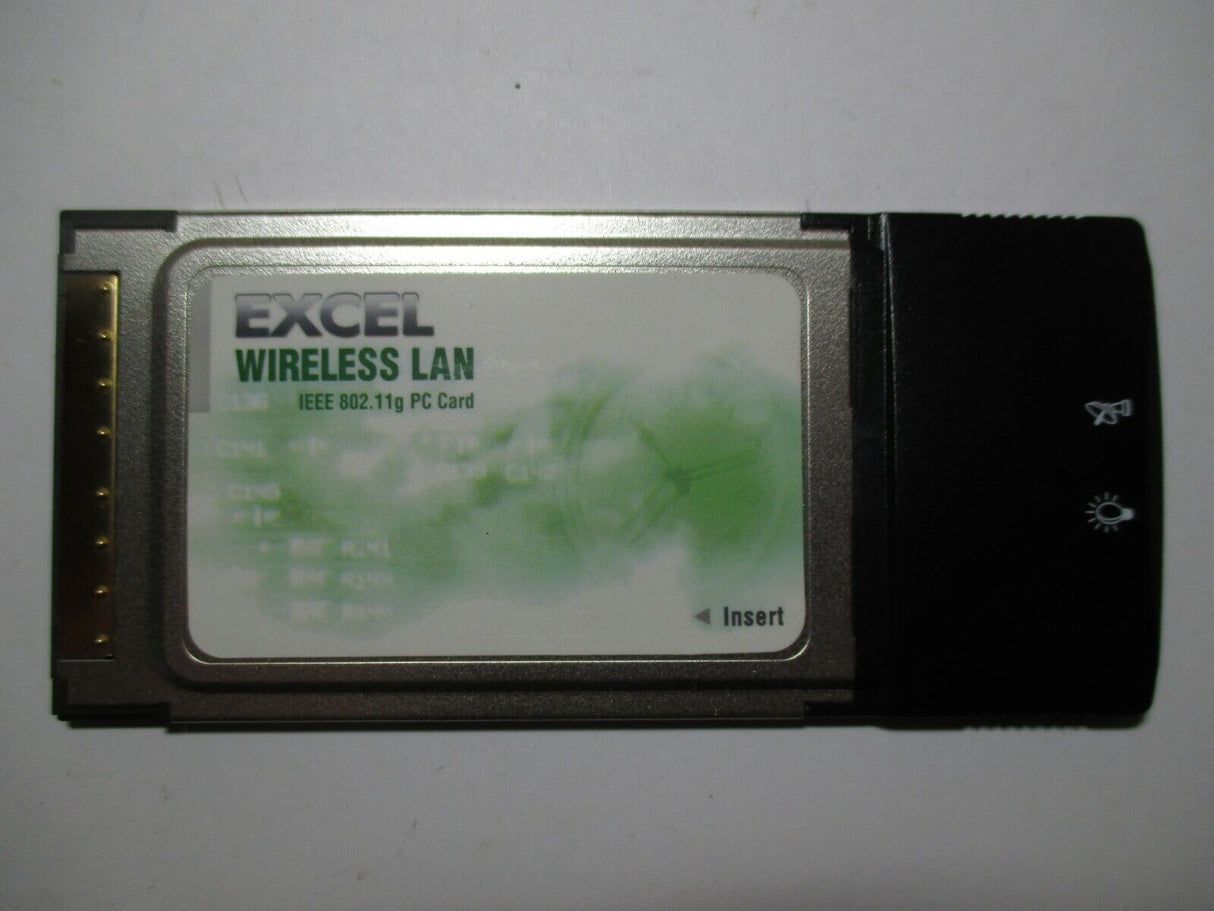 EXCEL
WIRELESS LAN
IEEE 802.11g PC Card
Insert